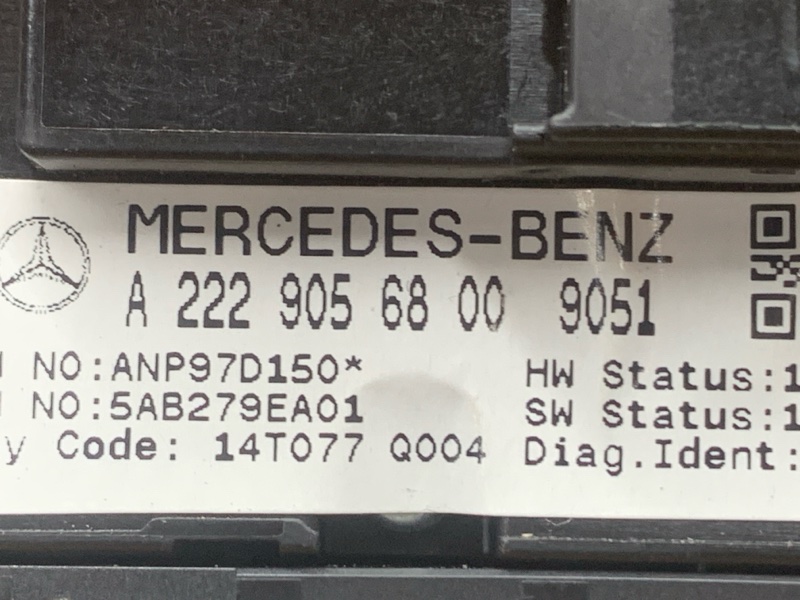 MERCEDES-BENZ
A 222 905 68 00 9051
NO:ANP97D150* HW Status:1
NO:5AB279EA01 SW Status:1
y Code: 14T077 Q004 Diag.Ident: